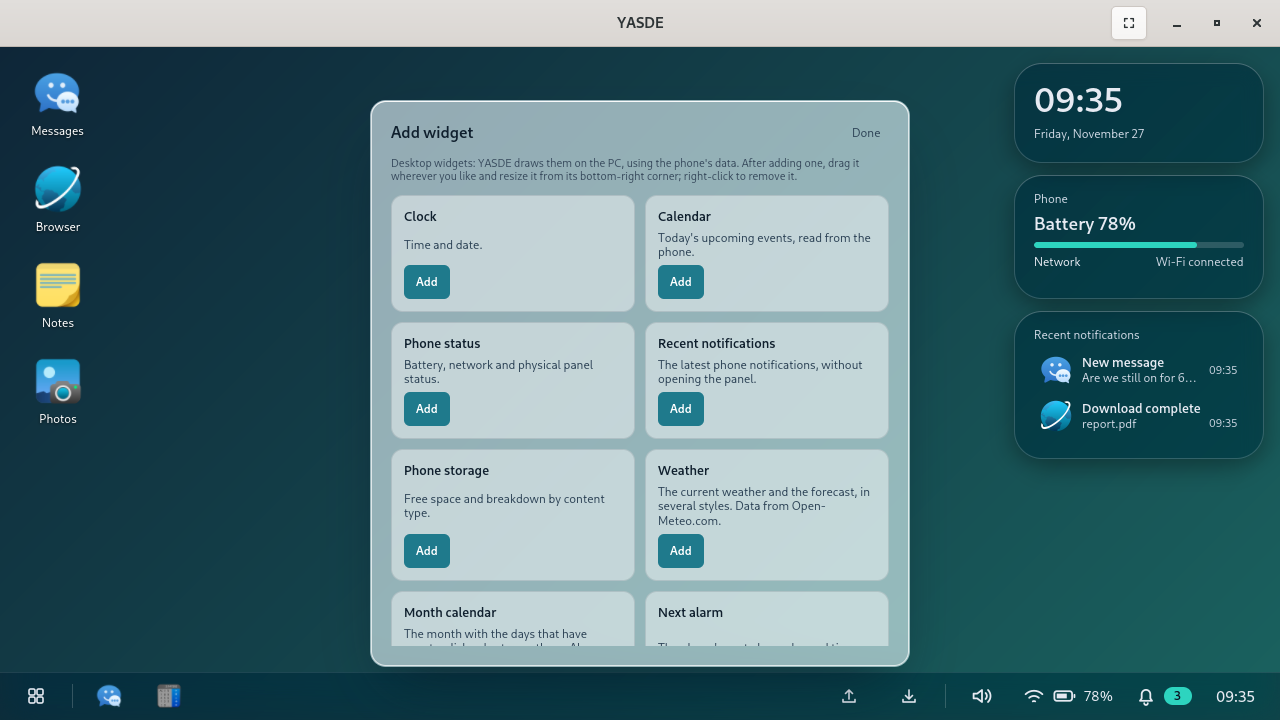 YASDE
Messages
Browser
Notes
Photos
Add widget
Done
Desktop widgets: YASDE draws them on the PC, using the phone's data. After adding one, drag it
wherever you like and resize it from its bottom-right corner; right-click to remove it.
Clock
Time and date.
Add
Calendar
Today's upcoming events, read from the
phone.
Add
Phone status
Battery, network and physical panel
status.
Add
Recent notifications
The latest phone notifications, without
opening the panel.
Add
Phone storage
Free space and breakdown by content
type.
Add
Weather
The current weather and the forecast, in
several styles. Data from Open-
Meteo.com.
Add
Month calendar
The month with the days that have
Next alarm
09:35
Friday, November 27
Phone
Battery 78%
Network
Wi-Fi connected
Recent notifications
New message
Are we still on for 6...
09:35
Download complete
report.pdf
09:35
78%
3
09:35